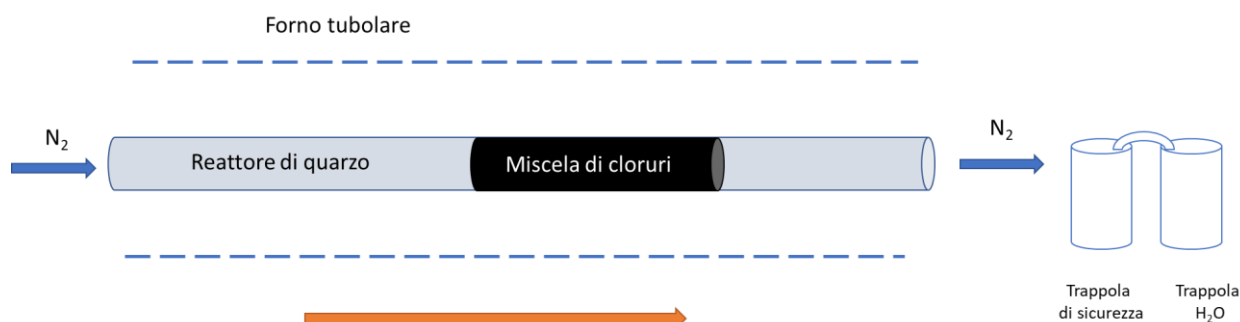 Forno tubolare
N₂
Reattore di quarzo
Miscela di cloruri
N₂
Trappola
di sicurezza
Trappola
H₂O